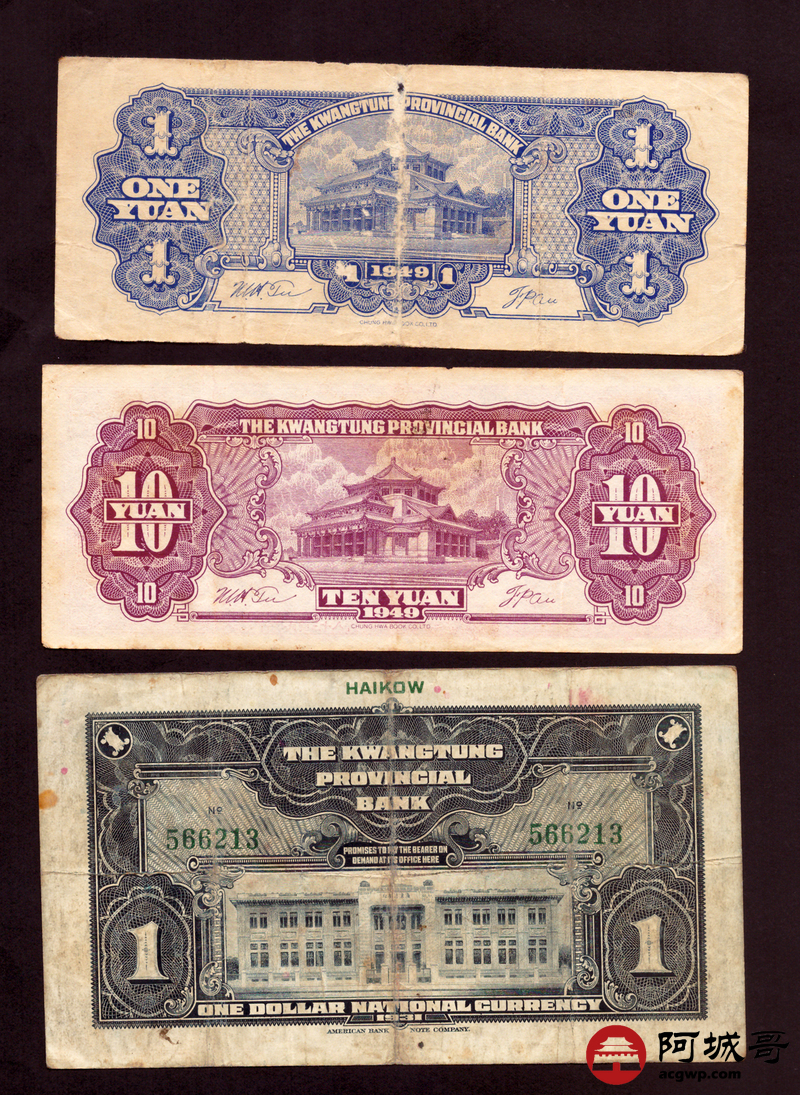 THE KWANGTUNG PROVINCIAL BANK
1 1
ONE YUAN ONE YUAN
1 1
1 1949 1
CHUNG HWA BOOK CO.LTD.
THE KWANGTUNG PROVINCIAL BANK
10 10
10 YUAN 10 YUAN
10 10
TEN YUAN
1949
CHUNG HWA BOOK CO.LTD.
HAIKOW
THE KWANGTUNG
PROVINCIAL
BANK
Nº Nº
566213 566213
PROMISES TO PAY THE BEARER ON
DEMAND AT ITS OFFICE HERE
1 1
ONE DOLLAR NATIONAL CURRENCY
1931
AMERICAN BANK NOTE COMPANY.
阿城哥
acgwp.com